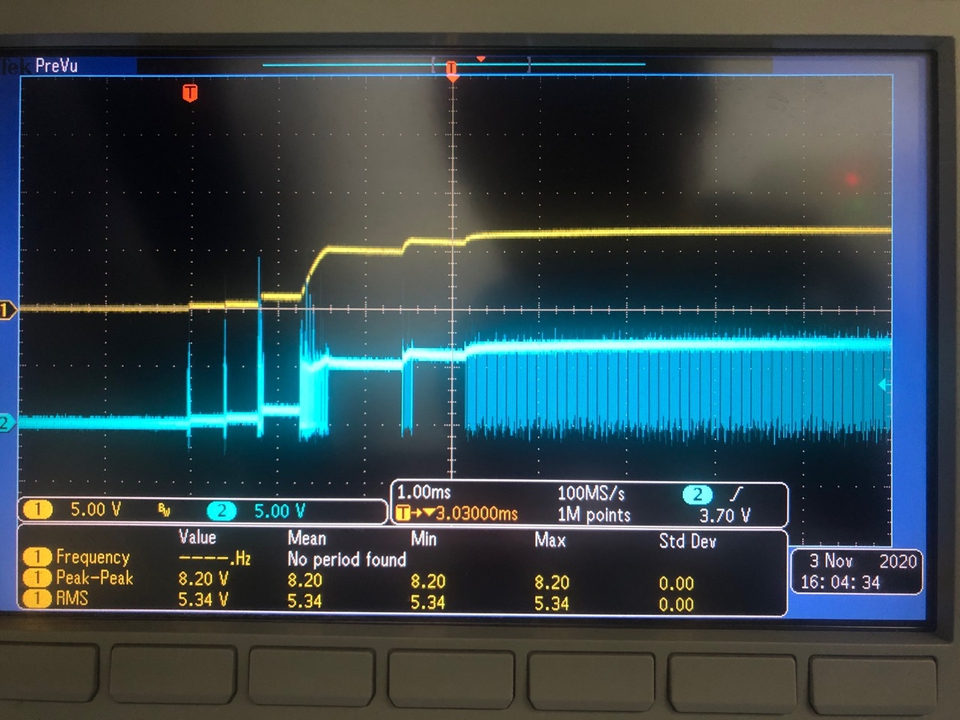 Tek PreVu
T
T
1
2
1 5.00 V BW 2 5.00 V
1.00ms 100MS/s 2
T→▼3.03000ms 1M points 3.70 V
Value Mean Min Max Std Dev
1 Frequency −−−−.Hz No period found
1 Peak−Peak 8.20 V 8.20 8.20 8.20 0.00
1 RMS 5.34 V 5.34 5.34 5.34 0.00
3 Nov 2020
16:04:34